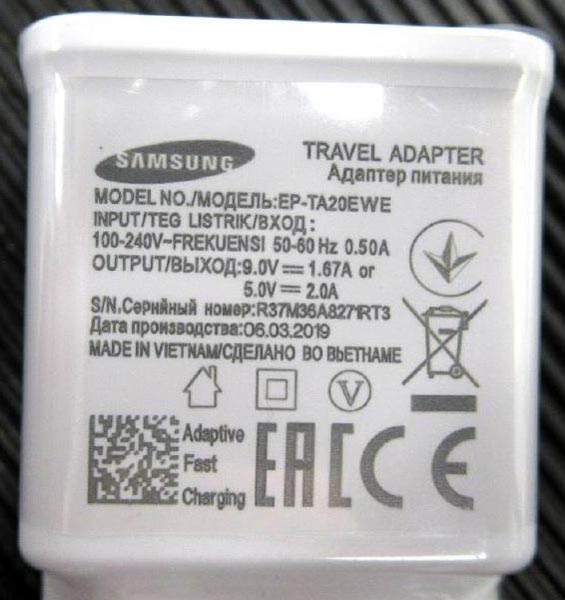 SAMSUNG
TRAVEL ADAPTER
Адаптер питания
MODEL NO./МОДЕЛЬ:EP-TA20EWE
INPUT/TEG LISTRIK/ВХОД:
100-240V~FREKUENSI 50-60 Hz 0.50A
OUTPUT/ВЫХОД:9.0V⎓1.67A or
5.0V⎓2.0A
S/N.Серийный номер:R37M36A8271RT3
Дата производства:06.03.2019
MADE IN VIETNAM/СДЕЛАНО ВО ВЬЕТНАМЕ
V
Adaptive
Fast
Charging
EAC CE